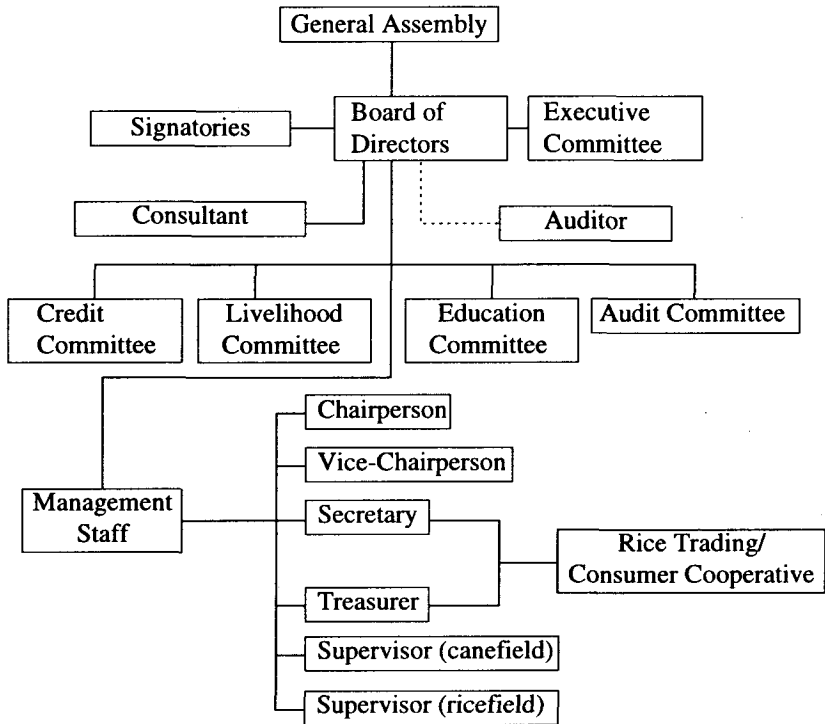 General Assembly
Signatories
Board of
Directors
Executive
Committee
Consultant
Auditor
Credit
Committee
Livelihood
Committee
Education
Committee
Audit Committee
Chairperson
Vice-Chairperson
Management
Staff
Secretary
Rice Trading/
Consumer Cooperative
Treasurer
Supervisor (canefield)
Supervisor (ricefield)